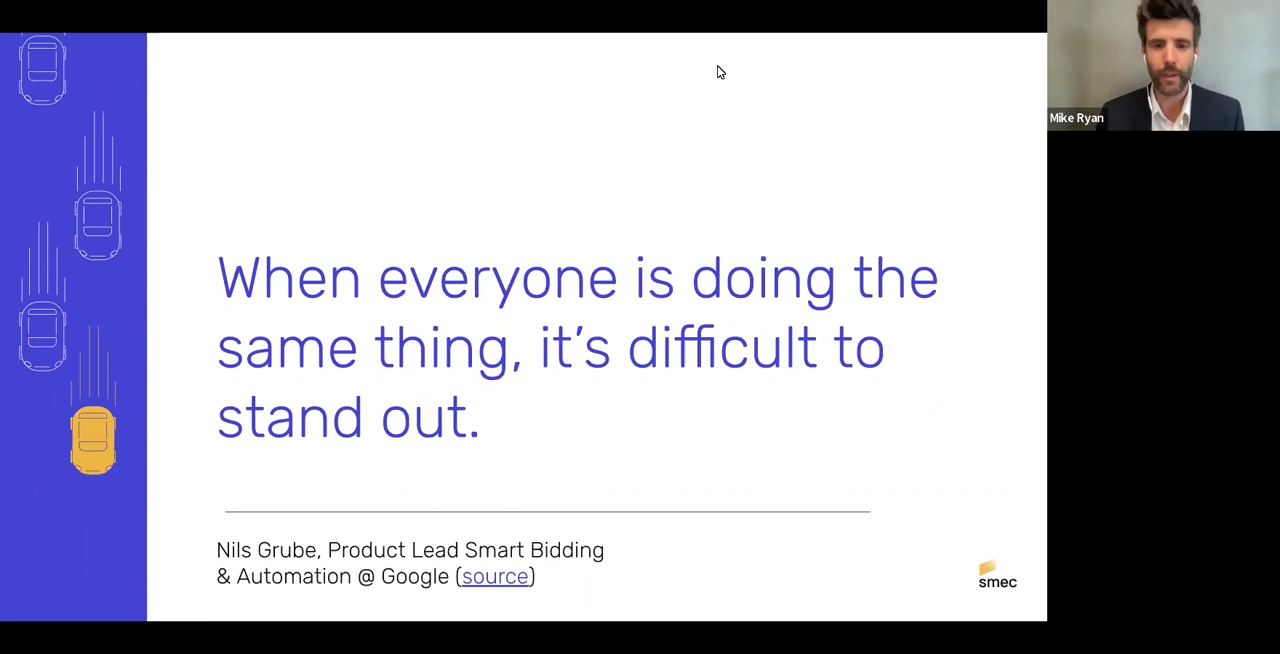 Mike Ryan
When everyone is doing the
same thing, it's difficult to
stand out.
Nils Grube, Product Lead Smart Bidding
& Automation @ Google (source)
smec